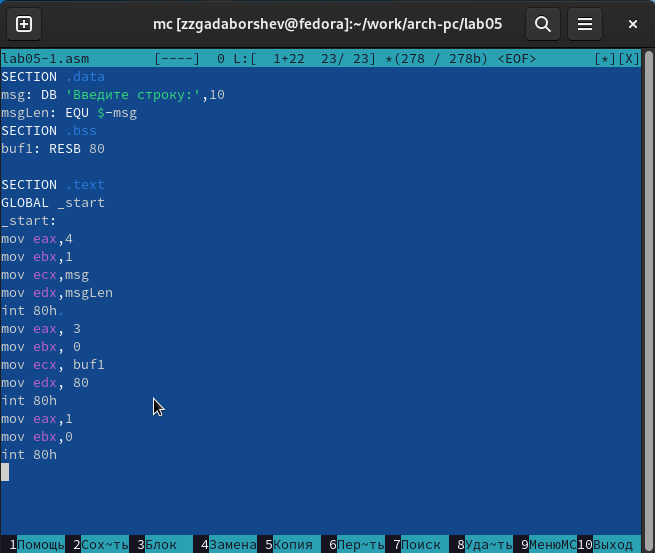 mc [zzgadaborshev@fedora]:~/work/arch-pc/lab05
lab05-1.asm [----] 0 L:[ 1+22 23/ 23] *(278 / 278b) <EOF> [*][X]
SECTION .data
msg: DB 'Введите строку:',10
msgLen: EQU $-msg
SECTION .bss
buf1: RESB 80

SECTION .text
GLOBAL _start
_start:
mov eax,4
mov ebx,1
mov ecx,msg
mov edx,msgLen
int 80h.
mov eax, 3
mov ebx, 0
mov ecx, buf1
mov edx, 80
int 80h
mov eax,1
mov ebx,0
int 80h
1Помощь 2Сох~ть 3Блок 4Замена 5Копия 6Пер~ть 7Поиск 8Уда~ть 9МенюMC 10Выход